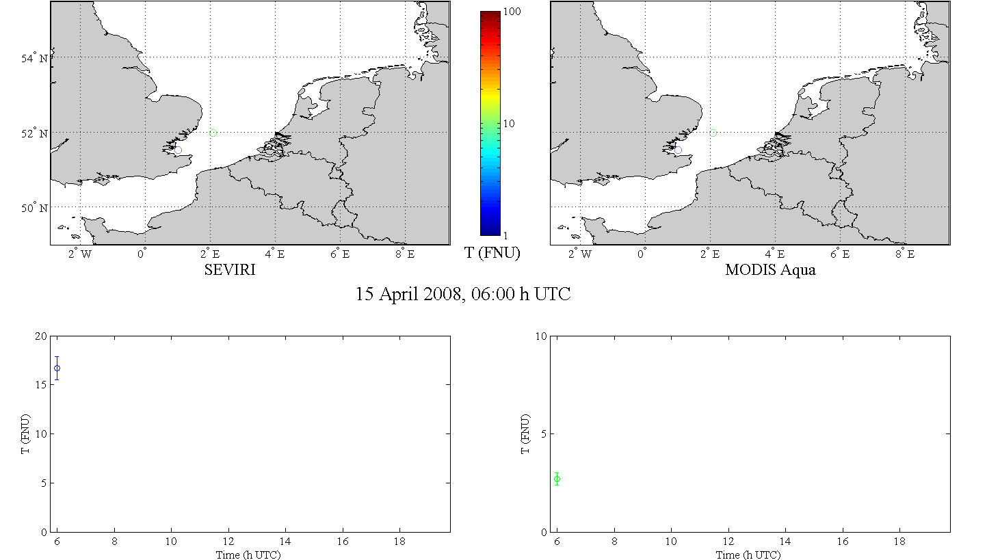 100
54° N
10
52° N
50° N
1
2° W 0° 2° E 4° E 6° E 8° E
T (FNU)
2° W 0° 2° E 4° E 6° E 8° E
SEVIRI
MODIS Aqua
15 April 2008, 06:00 h UTC
20
15
10
5
0
T (FNU)
6 8 10 12 14 16 18
Time (h UTC)
10
5
0
T (FNU)
6 8 10 12 14 16 18
Time (h UTC)